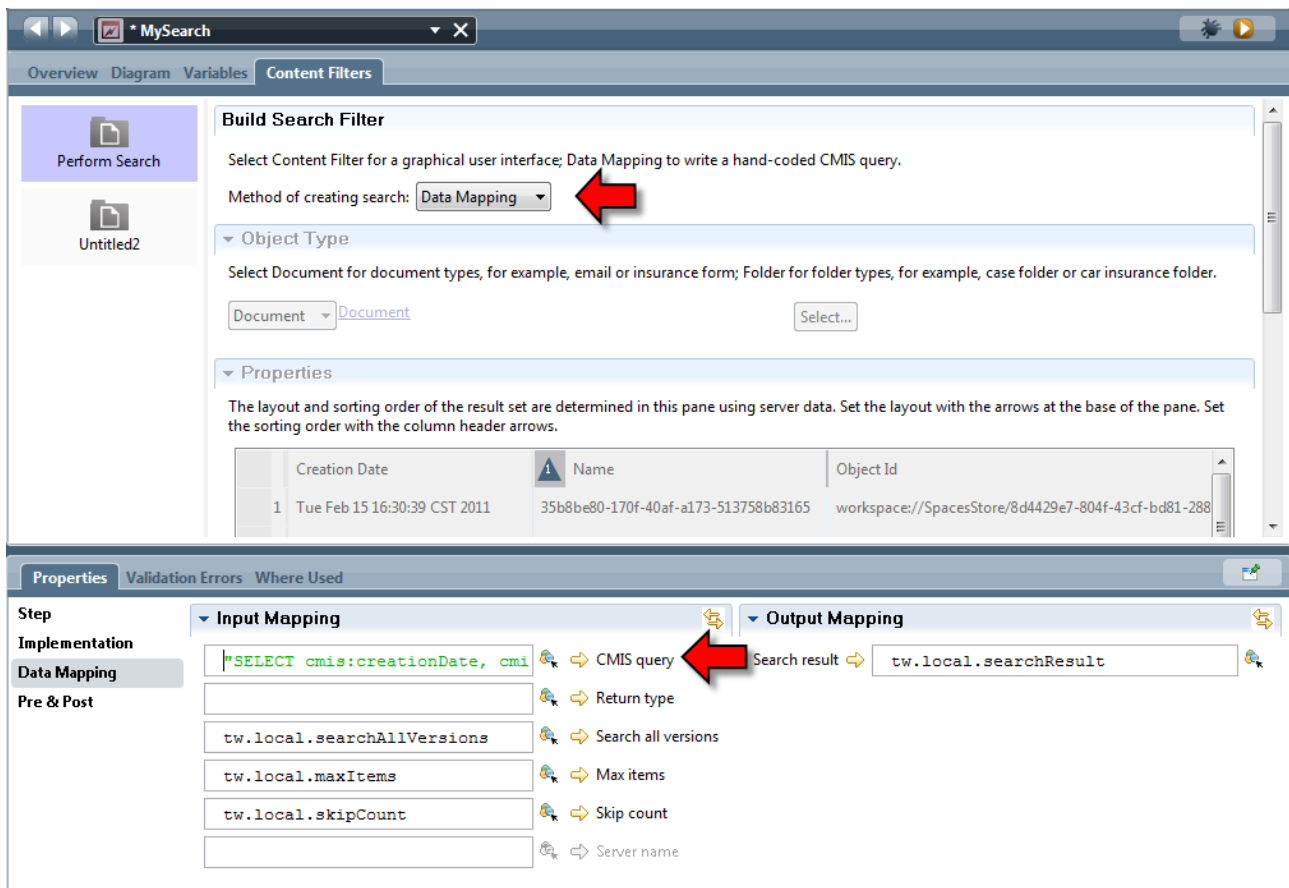 * MySearch
Overview Diagram Variables Content Filters
Perform Search
Untitled2
Build Search Filter
Select Content Filter for a graphical user interface; Data Mapping to write a hand-coded CMIS query.
Method of creating search: Data Mapping
Object Type
Select Document for document types, for example, email or insurance form; Folder for folder types, for example, case folder or car insurance folder.
Document Document Select...
Properties
The layout and sorting order of the result set are determined in this pane using server data. Set the layout with the arrows at the base of the pane. Set
the sorting order with the column header arrows.
Creation Date 1 Name Object Id
1 Tue Feb 15 16:30:39 CST 2011 35b8be80-170f-40af-a173-513758b83165 workspace://SpacesStore/8d4429e7-804f-43cf-bd81-288
Properties Validation Errors Where Used
Step
Implementation
Data Mapping
Pre & Post
Input Mapping
"SELECT cmis:creationDate, cmi CMIS query
Return type
tw.local.searchAllVersions Search all versions
tw.local.maxItems Max items
tw.local.skipCount Skip count
Server name
Output Mapping
Search result tw.local.searchResult